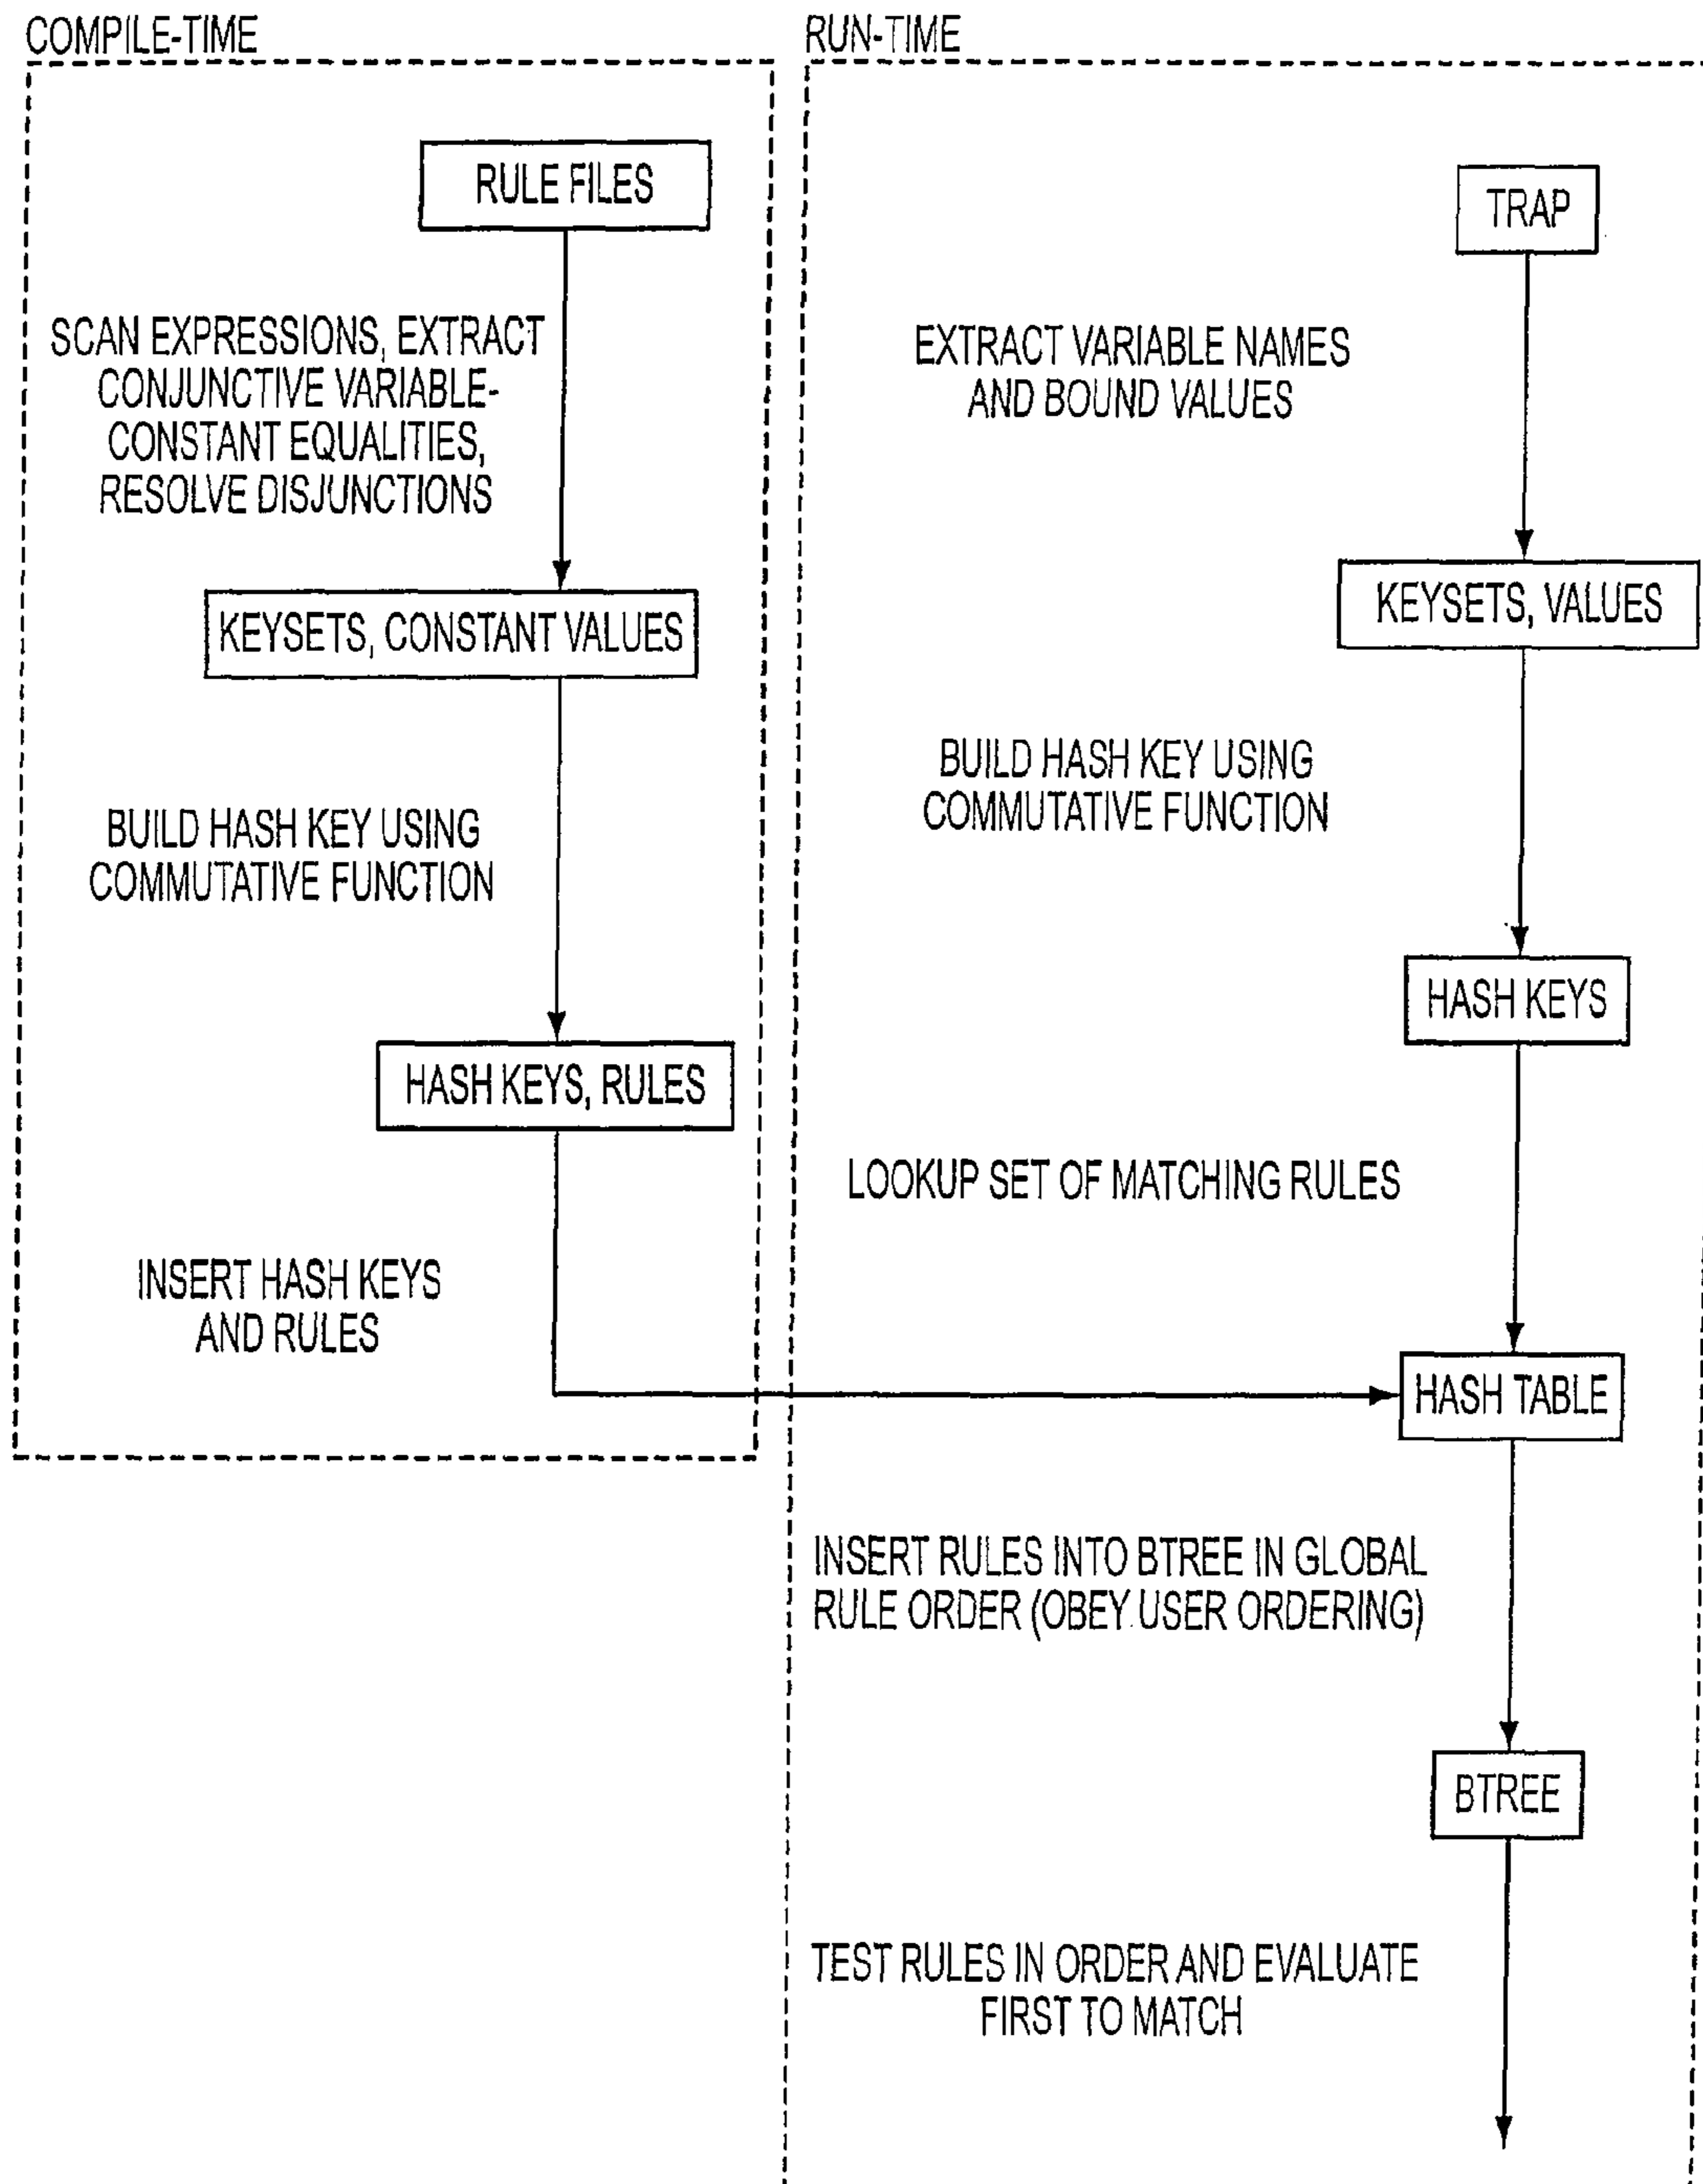 COMPILE-TIME
RULE FILES
SCAN EXPRESSIONS, EXTRACT
CONJUNCTIVE VARIABLE-
CONSTANT EQUALITIES,
RESOLVE DISJUNCTIONS
KEYSETS, CONSTANT VALUES
BUILD HASH KEY USING
COMMUTATIVE FUNCTION
HASH KEYS, RULES
INSERT HASH KEYS
AND RULES
RUN-TIME
TRAP
EXTRACT VARIABLE NAMES
AND BOUND VALUES
KEYSETS, VALUES
BUILD HASH KEY USING
COMMUTATIVE FUNCTION
HASH KEYS
LOOKUP SET OF MATCHING RULES
HASH TABLE
INSERT RULES INTO BTREE IN GLOBAL
RULE ORDER (OBEY USER ORDERING)
BTREE
TEST RULES IN ORDER AND EVALUATE
FIRST TO MATCH